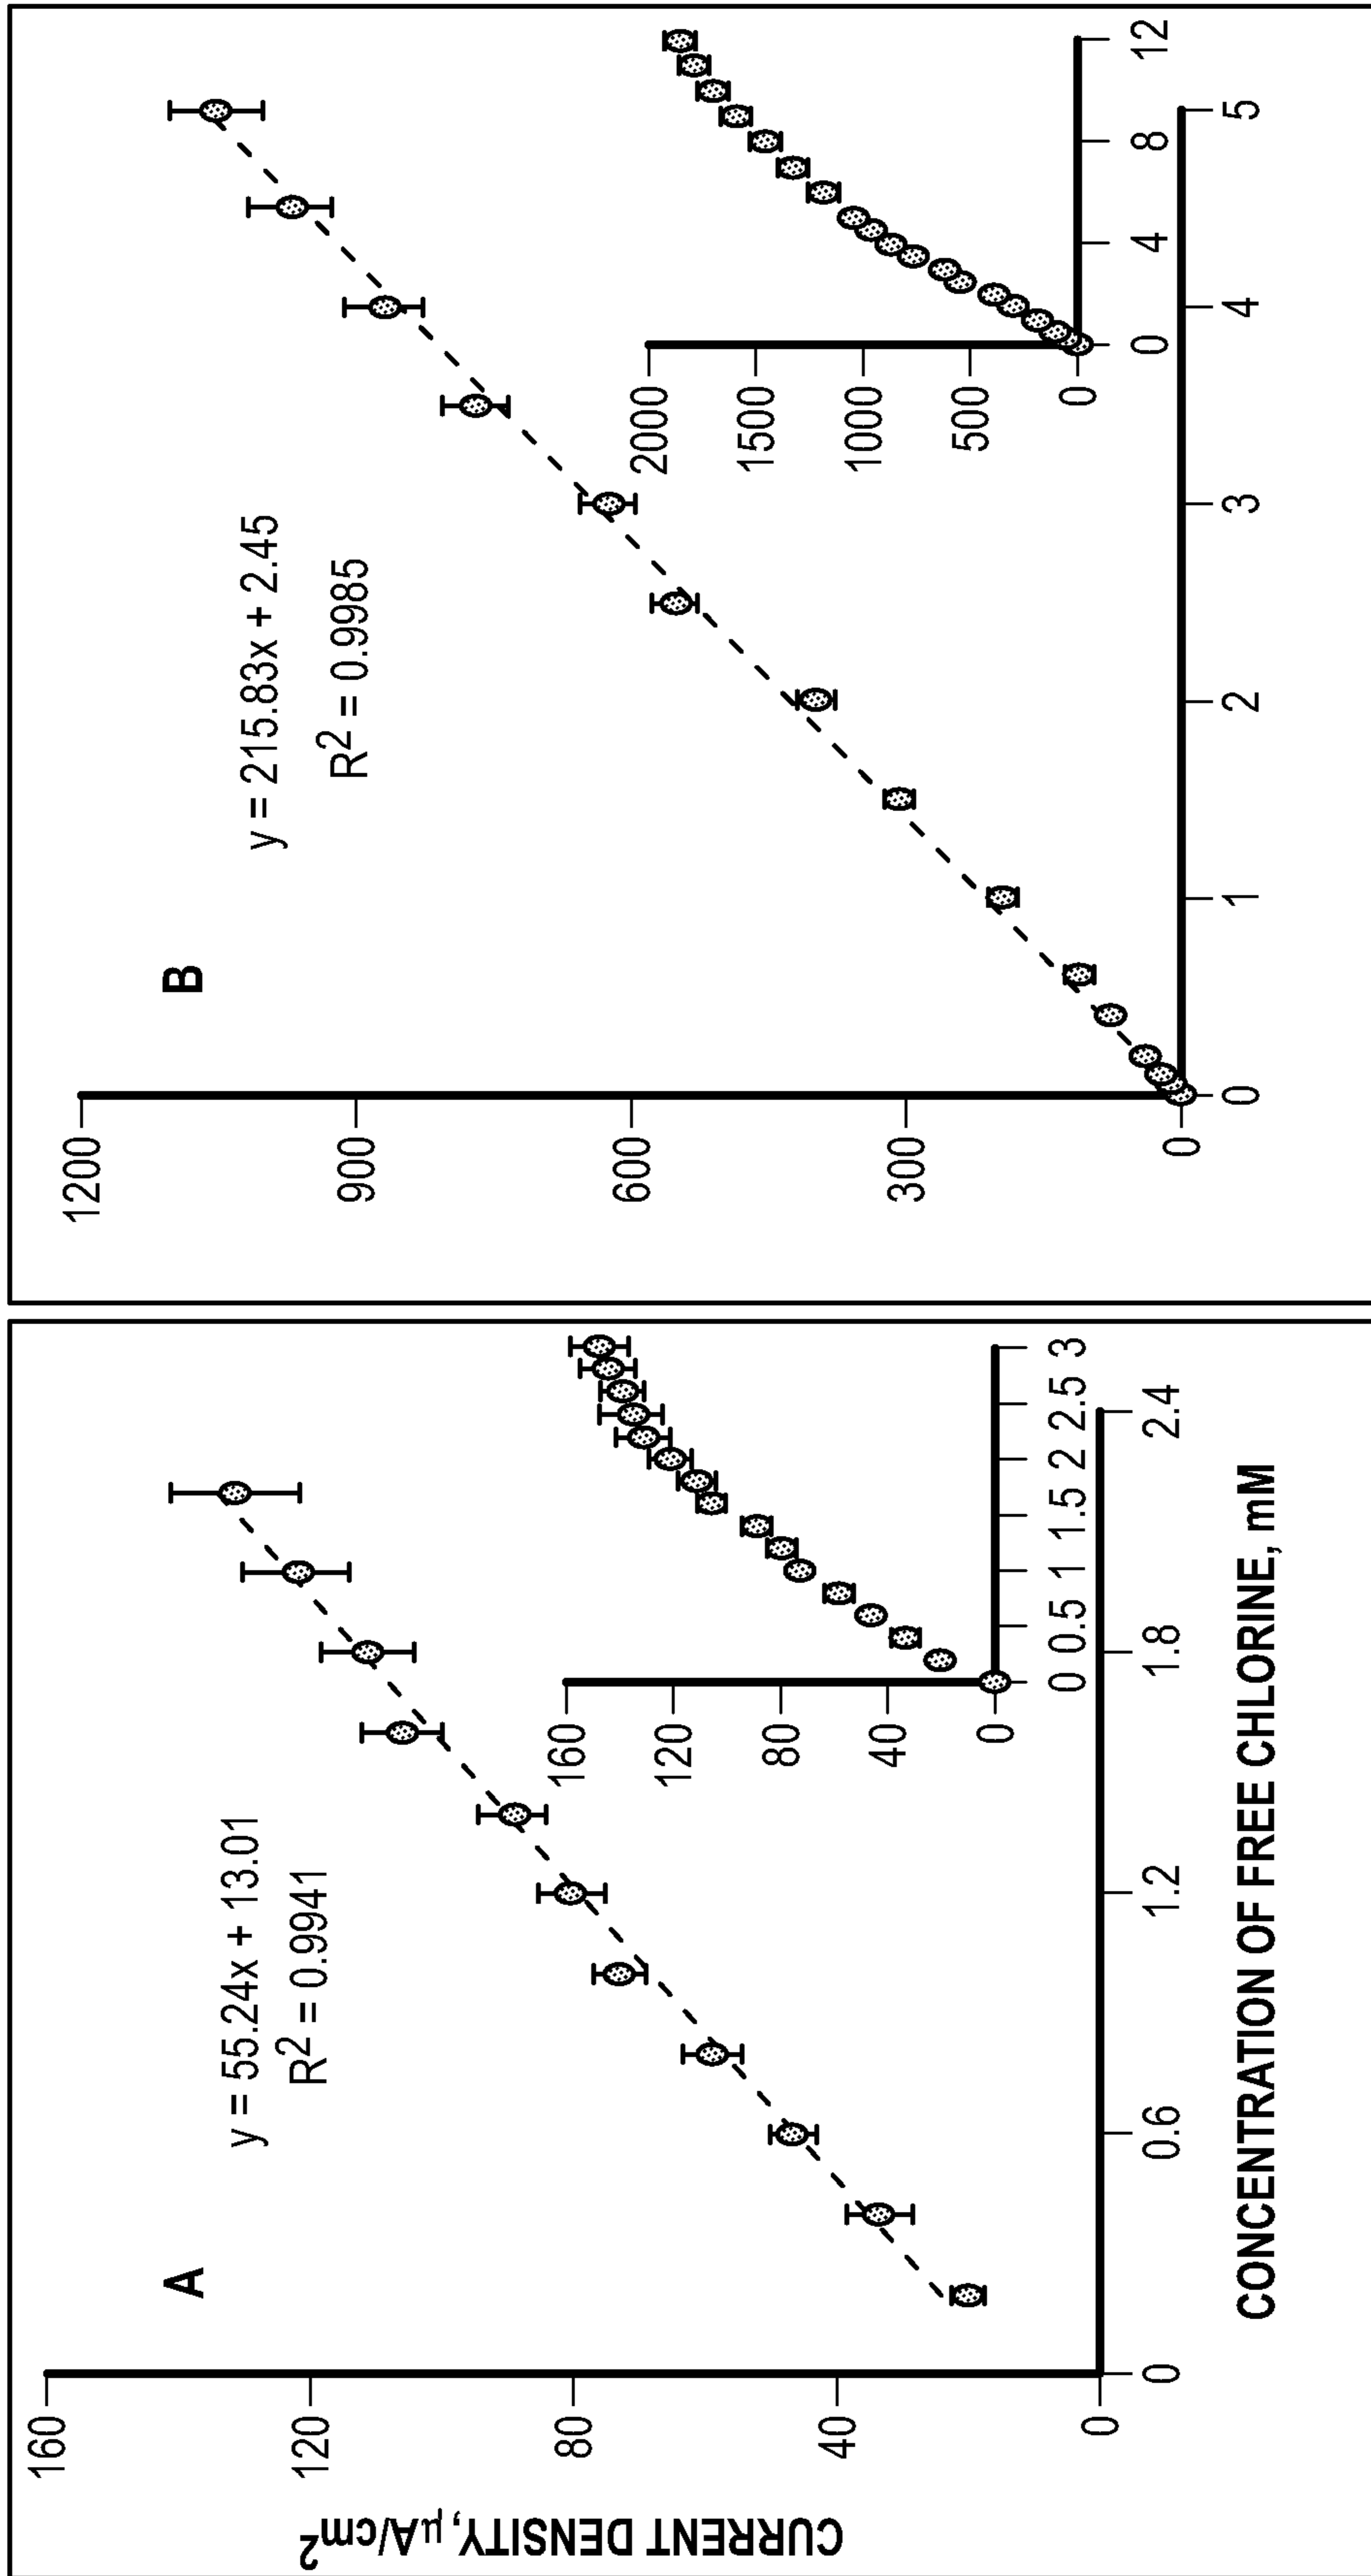 A
y = 55.24x + 13.01
R² = 0.9941
160
120
80
40
0
160
120
80
40
0
0 0.5 1 1.5 2 2.5 3
0 0.6 1.2 1.8 2.4
CURRENT DENSITY, μA/cm²
CONCENTRATION OF FREE CHLORINE, mM
B
y = 215.83x + 2.45
R² = 0.9985
1200
900
600
300
0
2000
1500
1000
500
0
0 4 8 12
0 1 2 3 4 5